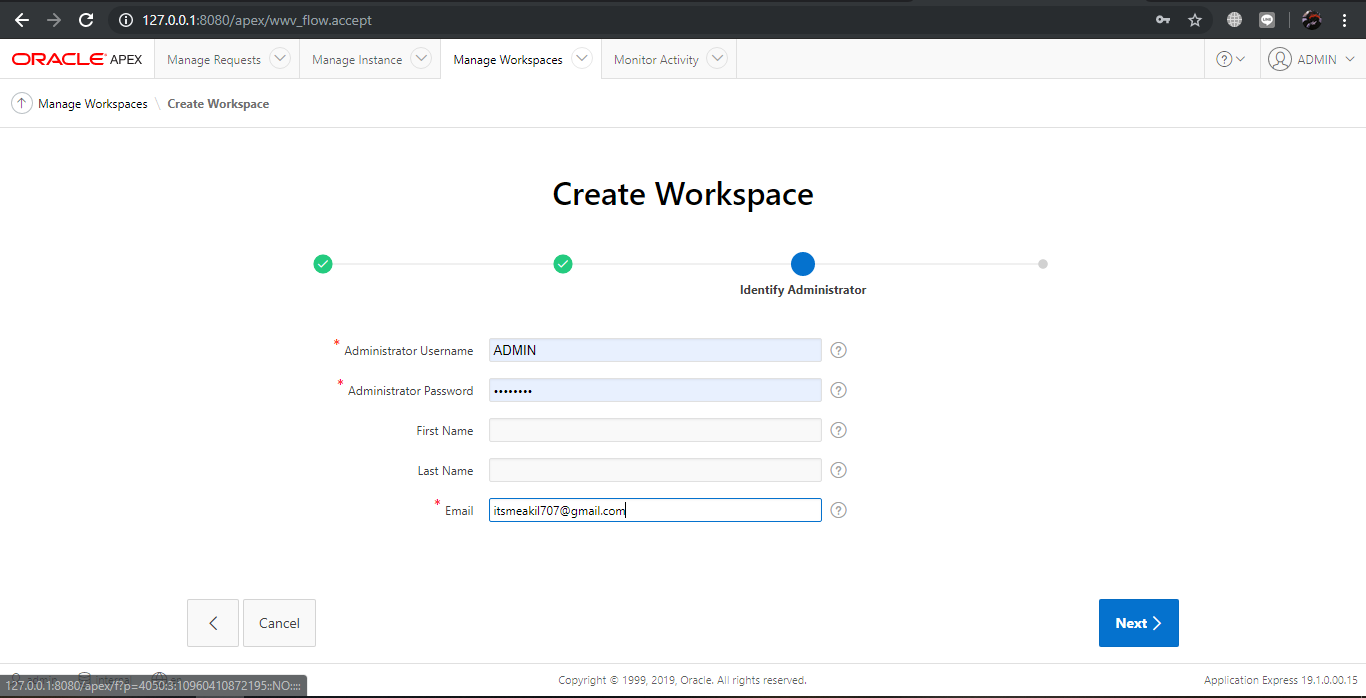 127.0.0.1:8080/apex/wwv_flow.accept
ORACLE APEX Manage Requests Manage Instance Manage Workspaces Monitor Activity ? ADMIN
Manage Workspaces \ Create Workspace
Create Workspace
Identify Administrator
* Administrator Username ADMIN ?
* Administrator Password •••••••• ?
First Name ?
Last Name ?
* Email itsmeakil707@gmail.com ?
Cancel
Next
127.0.0.1:8080/apex/f?p=4050:3:10960410872195::NO:::: Copyright © 1999, 2019, Oracle. All rights reserved. Application Express 19.1.0.00.15